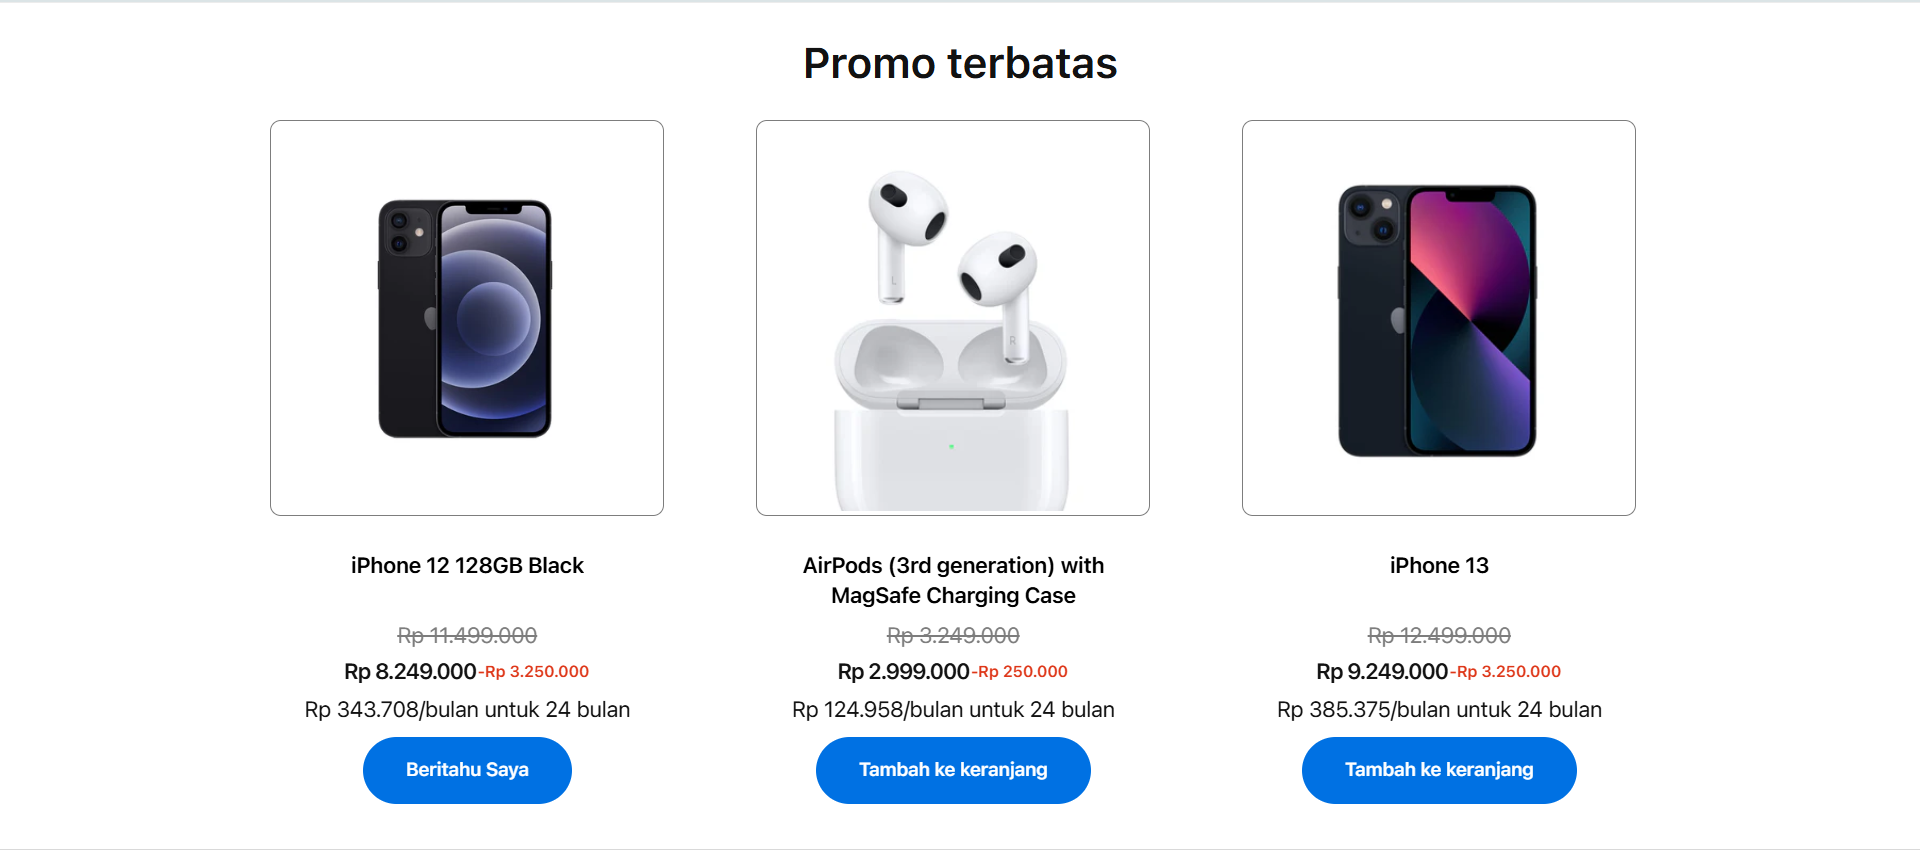 Promo terbatas
L
R
iPhone 12 128GB Black
Rp 11.499.000
Rp 8.249.000-Rp 3.250.000
Rp 343.708/bulan untuk 24 bulan
Beritahu Saya
AirPods (3rd generation) with
MagSafe Charging Case
Rp 3.249.000
Rp 2.999.000-Rp 250.000
Rp 124.958/bulan untuk 24 bulan
Tambah ke keranjang
iPhone 13
Rp 12.499.000
Rp 9.249.000-Rp 3.250.000
Rp 385.375/bulan untuk 24 bulan
Tambah ke keranjang